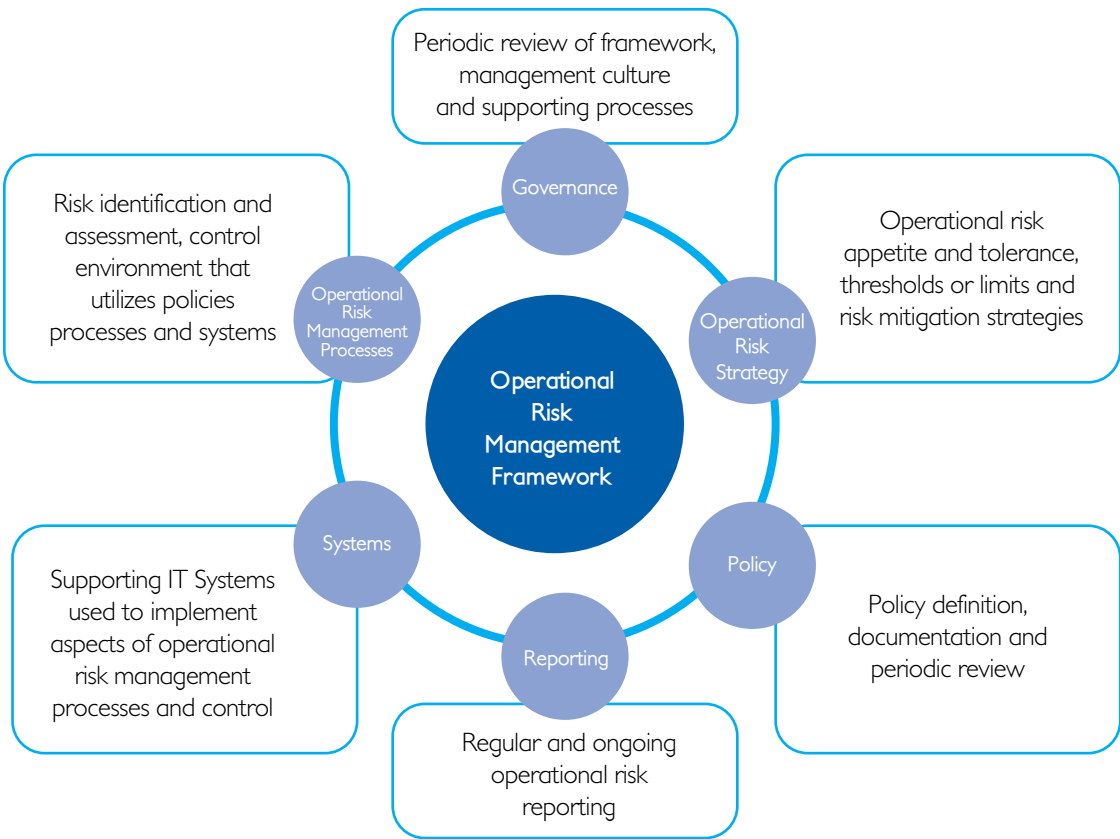 Periodic review of framework,
management culture
and supporting processes
Governance
Risk identification and
assessment, control
environment that
utilizes policies
processes and systems
Operational
Risk
Management
Processes
Operational risk
appetite and tolerance,
thresholds or limits and
risk mitigation strategies
Operational
Risk
Strategy
Operational
Risk
Management
Framework
Systems
Supporting IT Systems
used to implement
aspects of operational
risk management
processes and control
Policy
Policy definition,
documentation and
periodic review
Reporting
Regular and ongoing
operational risk
reporting